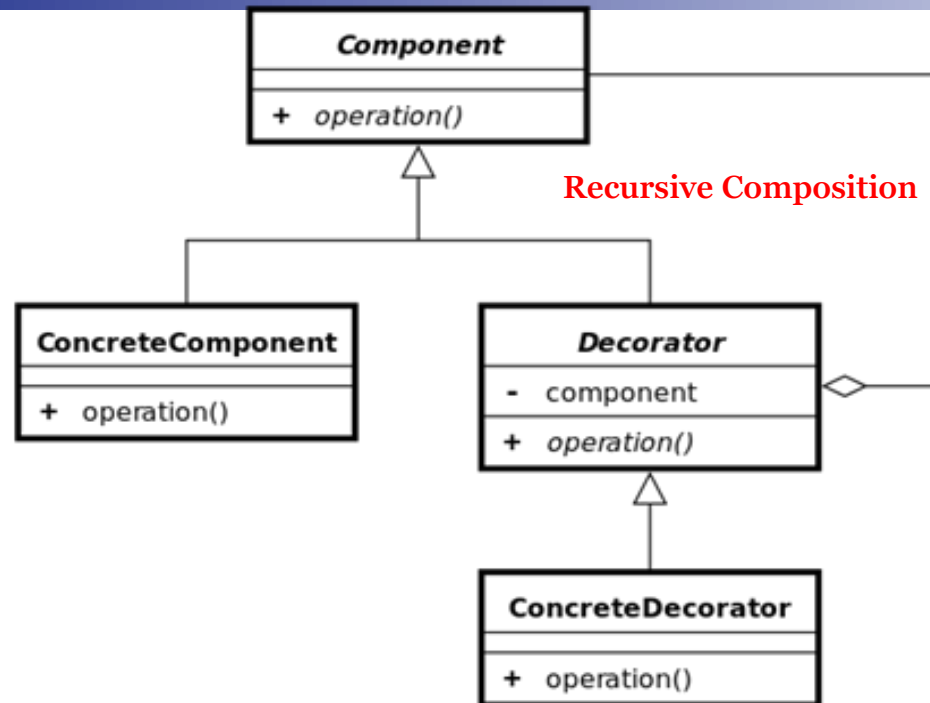 Component
+ operation()
Recursive Composition
ConcreteComponent
+ operation()
Decorator
- component
+ operation()
ConcreteDecorator
+ operation()